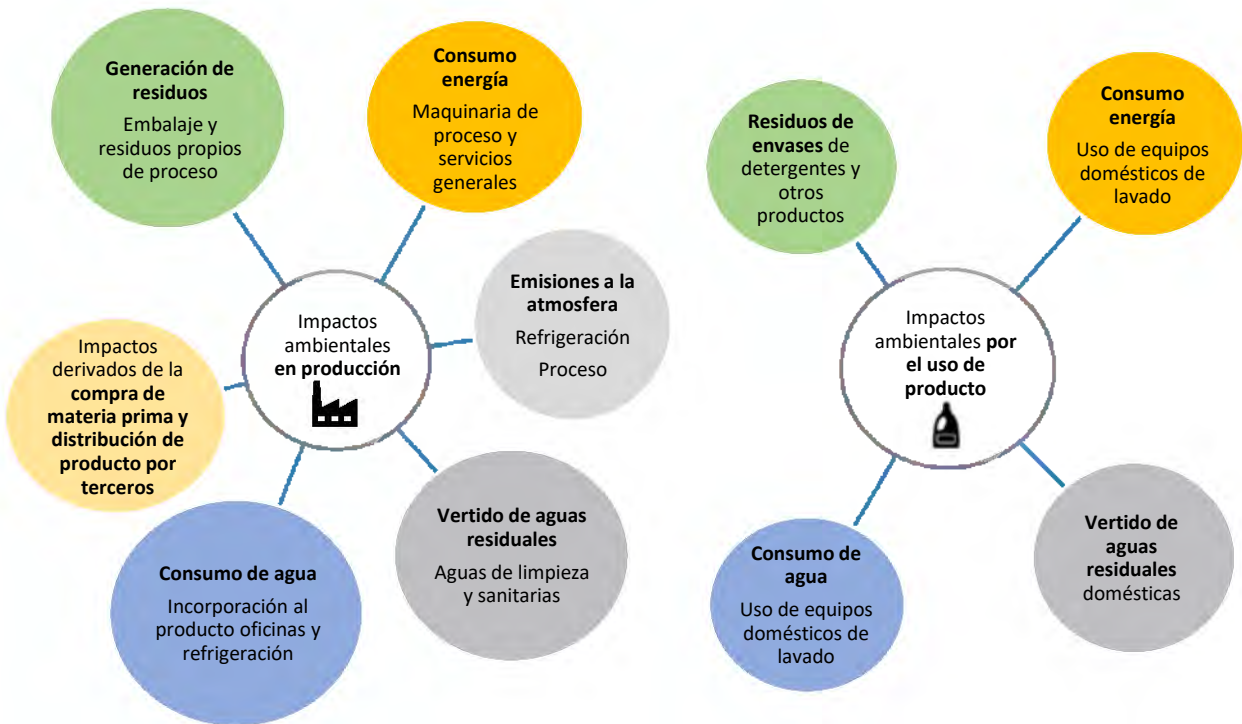 Generación de
residuos
Embalaje y
residuos propios
de proceso
Consumo
energía
Maquinaria de
proceso y
servicios
generales
Emisiones a la
atmosfera
Refrigeración
Proceso
Impactos
ambientales
en producción
Impactos
derivados de la
compra de
materia prima y
distribución de
producto por
terceros
Vertido de aguas
residuales
Aguas de limpieza
y sanitarias
Consumo de agua
Incorporación al
producto oficinas y
refrigeración
Residuos de
envases de
detergentes y
otros
productos
Consumo
energía
Uso de equipos
domésticos de
lavado
Impactos
ambientales por
el uso de
producto
Consumo de
agua
Uso de equipos
domésticos de
lavado
Vertido de
aguas
residuales
domésticas